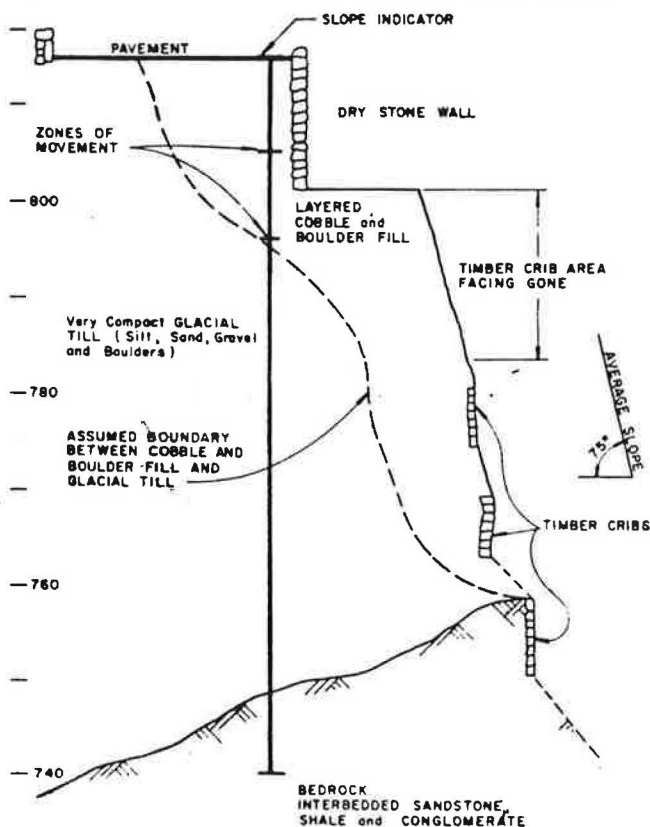 SLOPE INDICATOR
PAVEMENT
DRY STONE WALL
ZONES OF
MOVEMENT
800
LAYERED
COBBLE and
BOULDER FILL
TIMBER CRIB AREA
FACING GONE
Very Compact GLACIAL
TILL (Silt, Sand, Gravel
and Boulders)
780
AVERAGE SLOPE
75°
ASSUMED BOUNDARY
BETWEEN COBBLE AND
BOULDER FILL AND
GLACIAL TILL
TIMBER CRIBS
760
740
BEDROCK
INTERBEDDED SANDSTONE,
SHALE and CONGLOMERATE